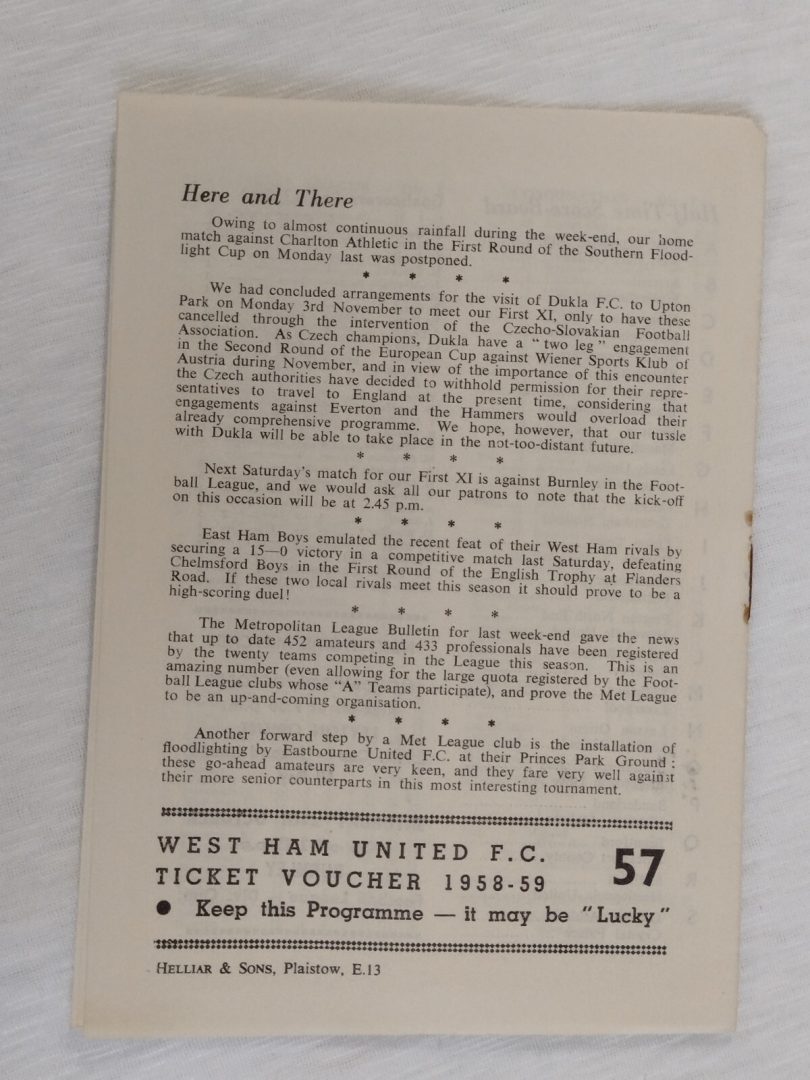 Here and There
Owing to almost continuous rainfall during the week-end, our home
match against Charlton Athletic in the First Round of the Southern Flood-
light Cup on Monday last was postponed.
* * * *
We had concluded arrangements for the visit of Dukla F.C. to Upton
Park on Monday 3rd November to meet our First XI, only to have these
cancelled through the intervention of the Czecho-Slovakian Football
Association. As Czech champions, Dukla have a "two leg" engagement
in the Second Round of the European Cup against Wiener Sports Klub of
Austria during November, and in view of the importance of this encounter
the Czech authorities have decided to withhold permission for their repre-
sentatives to travel to England at the present time, considering that
engagements against Everton and the Hammers would overload their
already comprehensive programme. We hope, however, that our tussle
with Dukla will be able to take place in the not-too-distant future.
* * * *
Next Saturday's match for our First XI is against Burnley in the Foot-
ball League, and we would ask all our patrons to note that the kick-off
on this occasion will be at 2.45 p.m.
* * * *
East Ham Boys emulated the recent feat of their West Ham rivals by
securing a 15—0 victory in a competitive match last Saturday, defeating
Chelmsford Boys in the First Round of the English Trophy at Flanders
Road. If these two local rivals meet this season it should prove to be a
high-scoring duel!
* * * *
The Metropolitan League Bulletin for last week-end gave the news
that up to date 452 amateurs and 433 professionals have been registered
by the twenty teams competing in the League this season. This is an
amazing number (even allowing for the large quota registered by the Foot-
ball League clubs whose "A" Teams participate), and prove the Met League
to be an up-and-coming organisation.
* * * *
Another forward step by a Met League club is the installation of
floodlighting by Eastbourne United F.C. at their Princes Park Ground:
these go-ahead amateurs are very keen, and they fare very well against
their more senior counterparts in this most interesting tournament.
WEST HAM UNITED F.C.
TICKET VOUCHER 1958-59 57
● Keep this Programme — it may be "Lucky"
HELLIAR & SONS, Plaistow, E.13